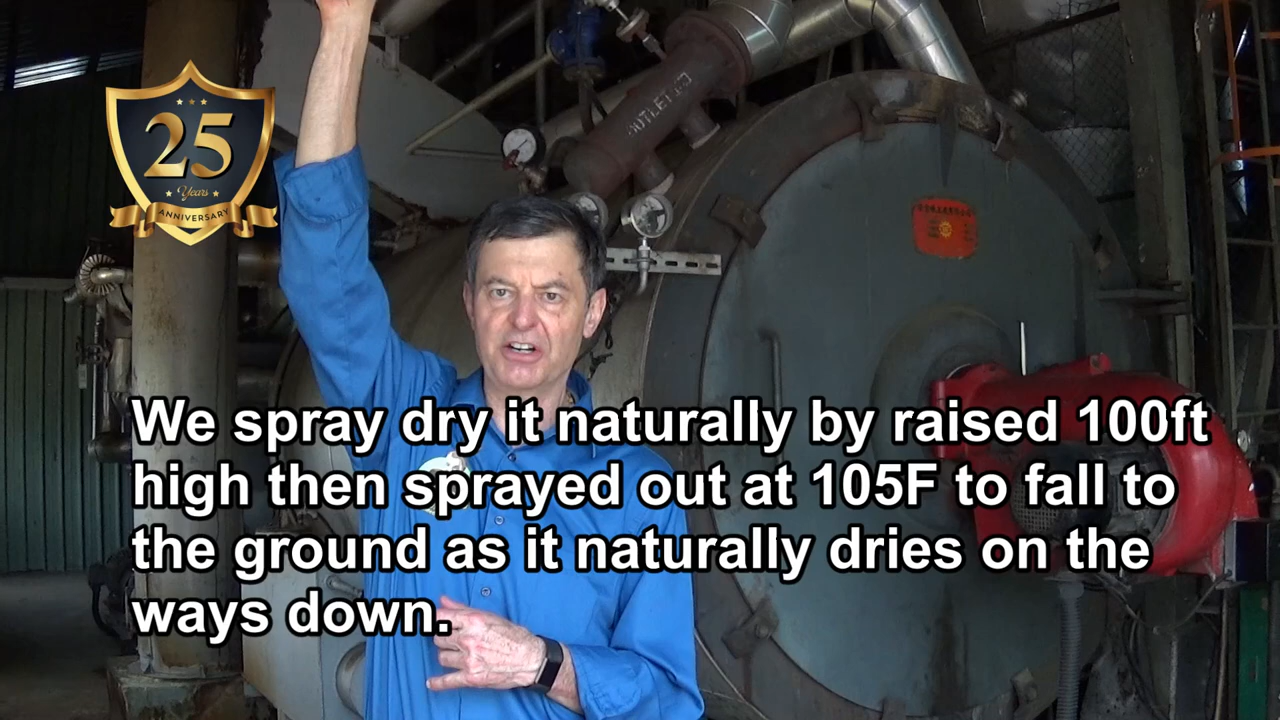 25
Years
ANNIVERSARY
OUTLET
We spray dry it naturally by raised 100ft
high then sprayed out at 105F to fall to
the ground as it naturally dries on the
ways down.